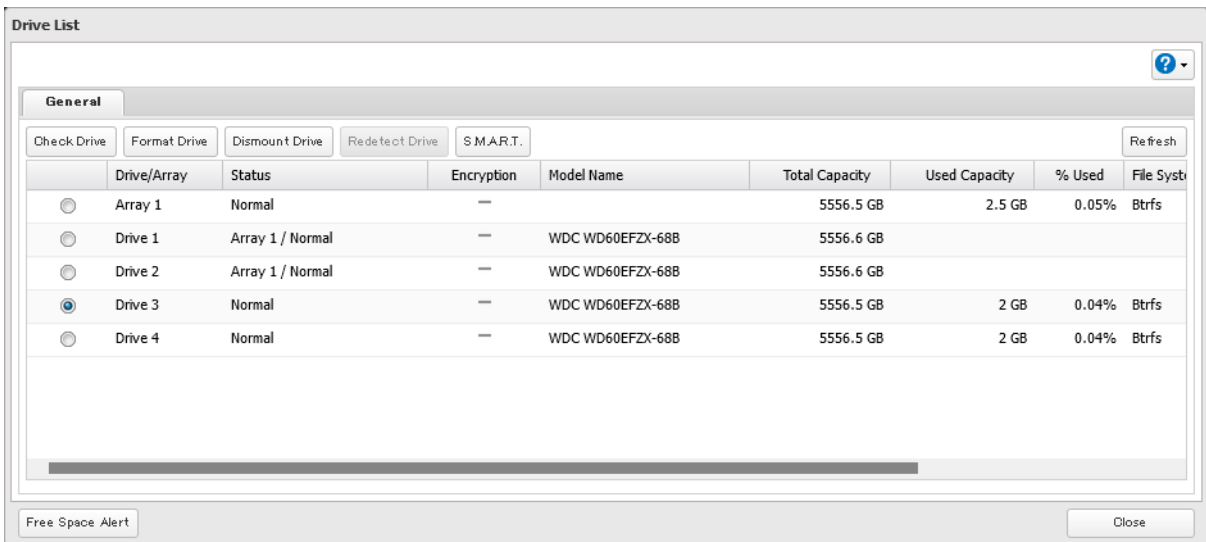 Drive List
General
Check Drive Format Drive Dismount Drive Redetect Drive S.M.A.R.T. Refresh
Drive/Array Status Encryption Model Name Total Capacity Used Capacity % Used File Syste
Array 1 Normal — 5556.5 GB 2.5 GB 0.05% Btrfs
Drive 1 Array 1 / Normal — WDC WD60EFZX-68B 5556.6 GB
Drive 2 Array 1 / Normal — WDC WD60EFZX-68B 5556.6 GB
Drive 3 Normal — WDC WD60EFZX-68B 5556.5 GB 2 GB 0.04% Btrfs
Drive 4 Normal — WDC WD60EFZX-68B 5556.5 GB 2 GB 0.04% Btrfs
Free Space Alert Close